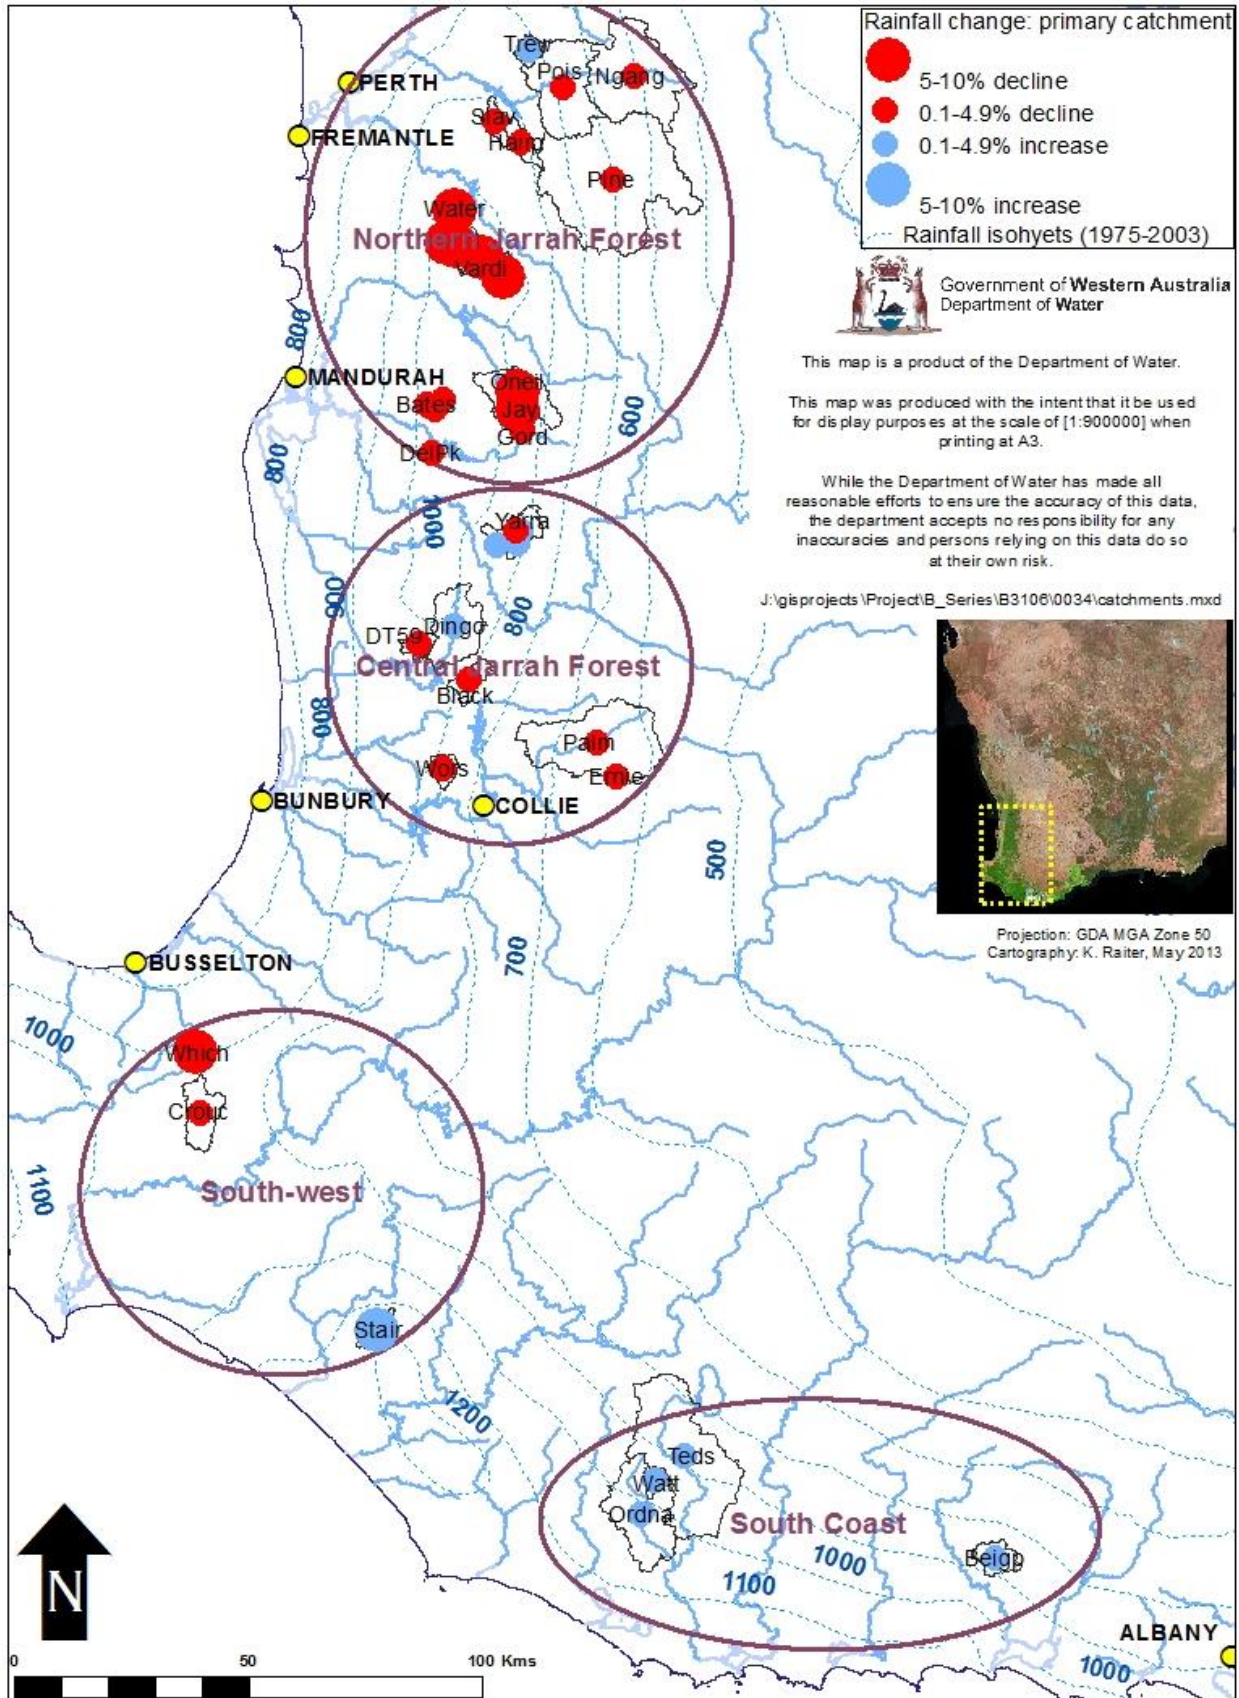 Rainfall change: primary catchment
5-10% decline
0.1-4.9% decline
0.1-4.9% increase
5-10% increase
Rainfall isohyets (1975-2003)
Government of Western Australia
Department of Water
This map is a product of the Department of Water.
This map was produced with the intent that it be used
for display purposes at the scale of [1:900000] when
printing at A3.
While the Department of Water has made all
reasonable efforts to ensure the accuracy of this data,
the department accepts no responsibility for any
inaccuracies and persons relying on this data do so
at their own risk.
J:\gisprojects\Project\B_Series\B3106\0034\catchments.mxd
Projection: GDA MGA Zone 50
Cartography: K. Raiter, May 2013
Trew
Pois
Ngang
PERTH
Slav
FREMANTLE
Hairp
Pine
Water
Northern Jarrah Forest
Vardi
800
MANDURAH
Oneil
Bates
Jay
600
Gord
DelPk
800
1000
Yarra
900
800
Dingo
DT59
Central Jarrah Forest
Black
800
Paim
Wors
Ernie
BUNBURY
COLLIE
500
700
BUSSELTON
1000
Which
Crouc
1100
South-west
Stair
1200
Teds
Watt
Ordna
South Coast
1000
Beigp
1100
ALBANY
1000
N
0
50
100 Kms